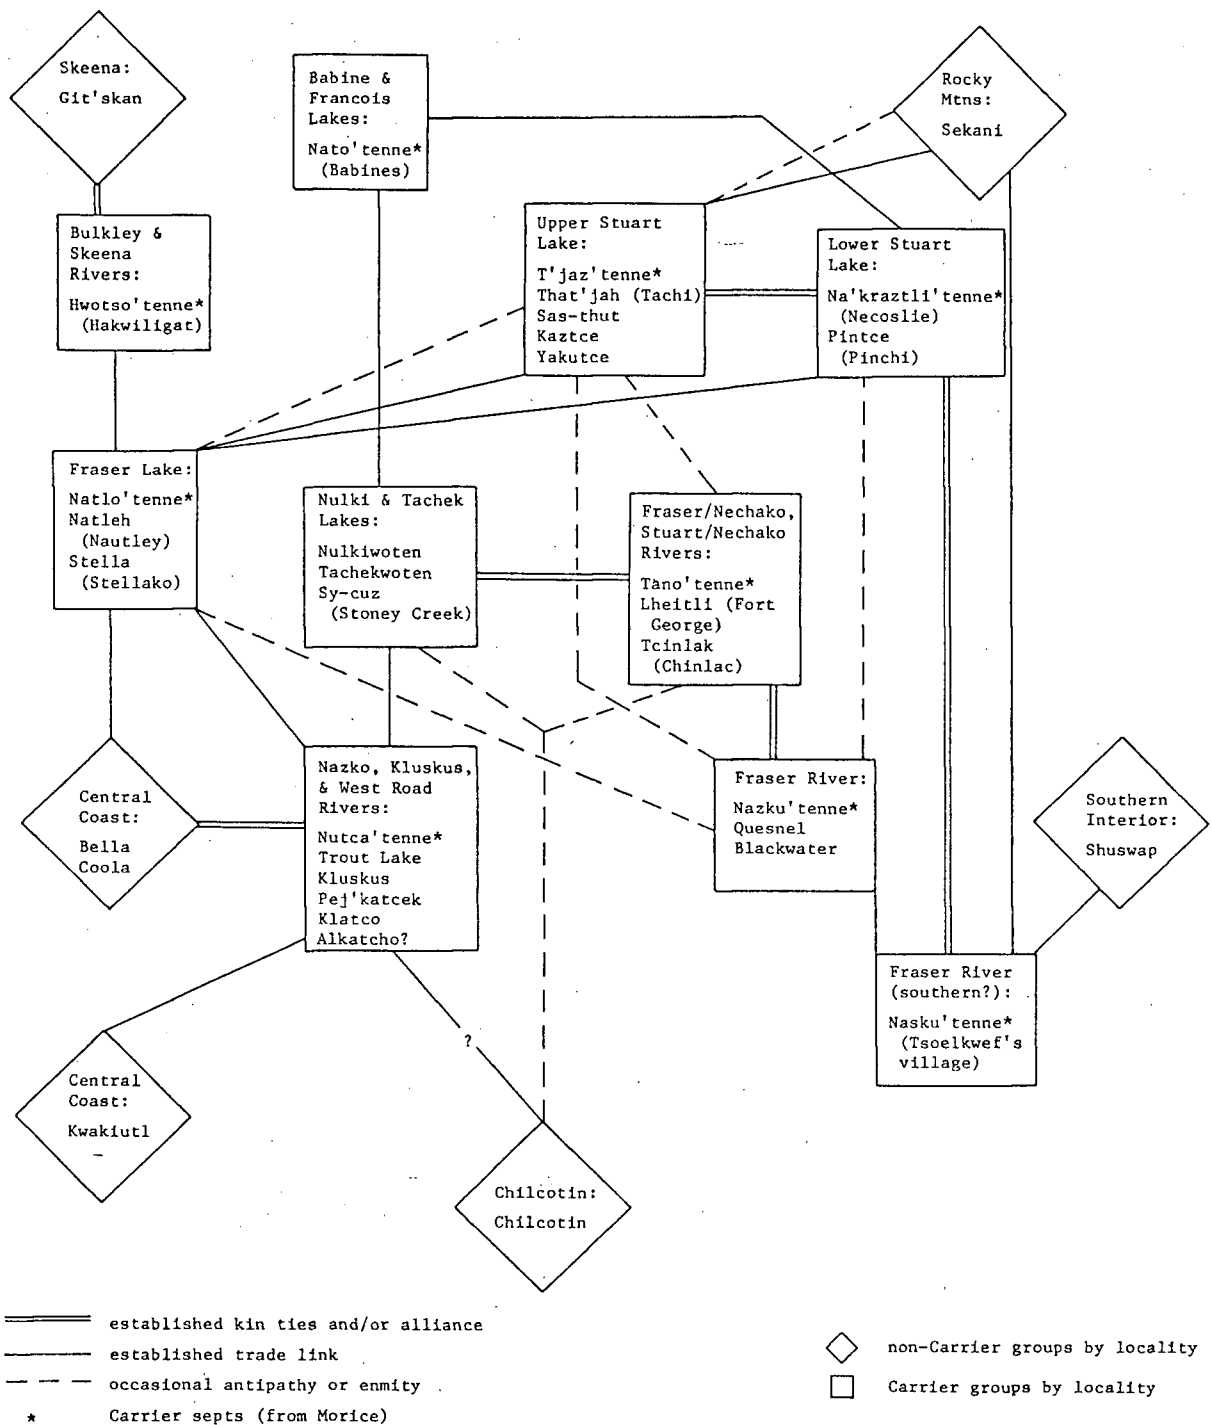 Skeena:
Git'skan
Babine &
Francois
Lakes:
Nato'tenne*
(Babines)
Rocky
Mtns:
Sekani
Bulkley &
Skeena
Rivers:
Hwotso'tenne*
(Hakwiligat)
Upper Stuart
Lake:
T'jaz'tenne*
That'jah (Tachi)
Sas-thut
Kaztce
Yakutce
Lower Stuart
Lake:
Na'kraztli'tenne*
(Necoslie)
Pintce
(Pinchi)
Fraser Lake:
Natlo'tenne*
Natleh
(Nautley)
Stella
(Stellako)
Nulki & Tachek
Lakes:
Nulkiwoten
Tachekwoten
Sy-cuz
(Stoney Creek)
Fraser/Nechako,
Stuart/Nechako
Rivers:
Tano'tenne*
Lheitli (Fort
George)
Tcinlak
(Chinlac)
Central
Coast:
Bella
Coola
Nazko, Kluskus,
& West Road
Rivers:
Nutca'tenne*
Trout Lake
Kluskus
Pej'katcek
Klatco
Alkatcho?
Fraser River:
Nazku'tenne*
Quesnel
Blackwater
Southern
Interior:
Shuswap
Fraser River
(southern?):
Nasku'tenne*
(Tsoelkwef's
village)
?
Central
Coast:
Kwakiutl
Chilcotin:
Chilcotin
established kin ties and/or alliance
established trade link
occasional antipathy or enmity
* Carrier septs (from Morice)
non-Carrier groups by locality
Carrier groups by locality